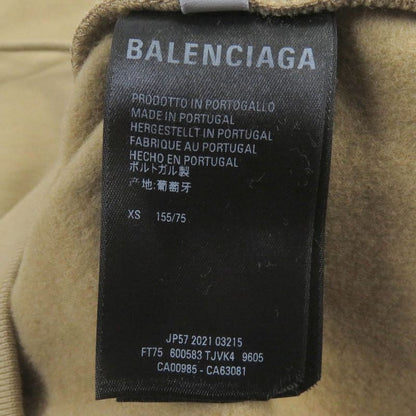 BALENCIAGA
PRODOTTO IN PORTOGALLO
MADE IN PORTUGAL
HERGESTELLT IN PORTUGAL
FABRIQUE AU PORTUGAL
HECHO EN PORTUGAL
ポルトガル製
产地:葡萄牙
XS 155/75
JP57 2021 03215
FT75 600583 TJVK4 9605
CA00985 - CA63081